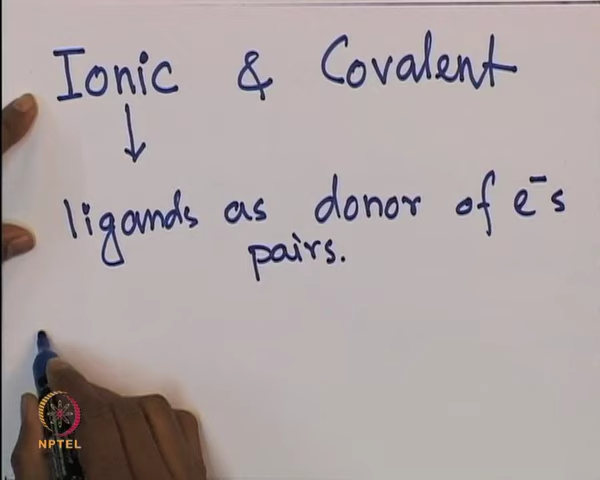 Ionic & Covalent
↓
ligands as donor of e⁻s
pairs.
NPTEL